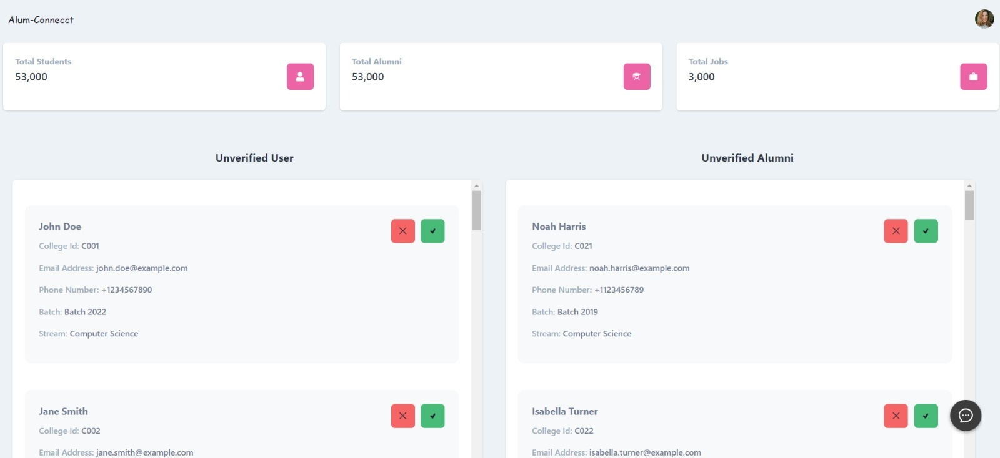 Alum-Connecct
Total Students
53,000
Total Alumni
53,000
Total Jobs
3,000
Unverified User
John Doe
College Id: C001
Email Address: john.doe@example.com
Phone Number: +1234567890
Batch: Batch 2022
Stream: Computer Science
Jane Smith
College Id: C002
Email Address: jane.smith@example.com
Unverified Alumni
Noah Harris
College Id: C021
Email Address: noah.harris@example.com
Phone Number: +1123456789
Batch: Batch 2019
Stream: Computer Science
Isabella Turner
College Id: C022
Email Address: isabella.turner@example.com